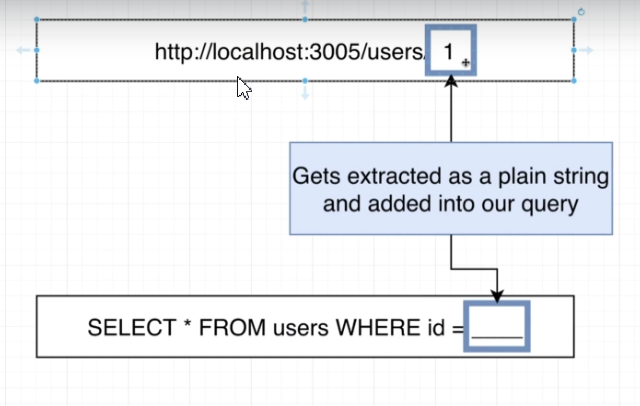 http://localhost:3005/users/ 1
Gets extracted as a plain string
and added into our query
SELECT * FROM users WHERE id = ____